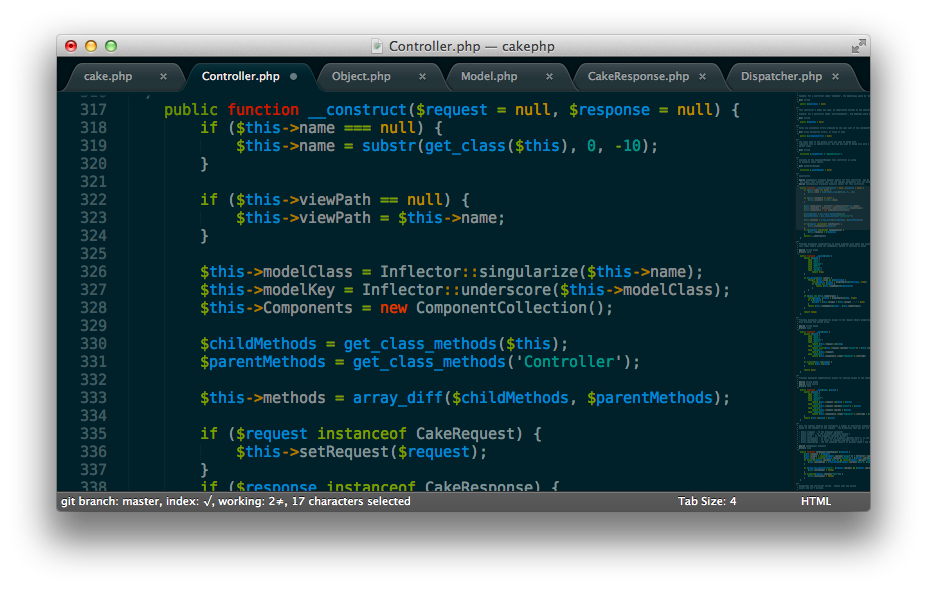 Controller.php — cakephp
cake.php × Controller.php ● Object.php × Model.php × CakeResponse.php × Dispatcher.php ×
316 }
317 public function __construct($request = null, $response = null) {
318 if ($this->name === null) {
319 $this->name = substr(get_class($this), 0, -10);
320 }
321
322 if ($this->viewPath == null) {
323 $this->viewPath = $this->name;
324 }
325
326 $this->modelClass = Inflector::singularize($this->name);
327 $this->modelKey = Inflector::underscore($this->modelClass);
328 $this->Components = new ComponentCollection();
329
330 $childMethods = get_class_methods($this);
331 $parentMethods = get_class_methods('Controller');
332
333 $this->methods = array_diff($childMethods, $parentMethods);
334
335 if ($request instanceof CakeRequest) {
336 $this->setRequest($request);
337 }
338 if ($response instanceof CakeResponse) {
git branch: master, index: √, working: 2≠, 17 characters selected Tab Size: 4 HTML